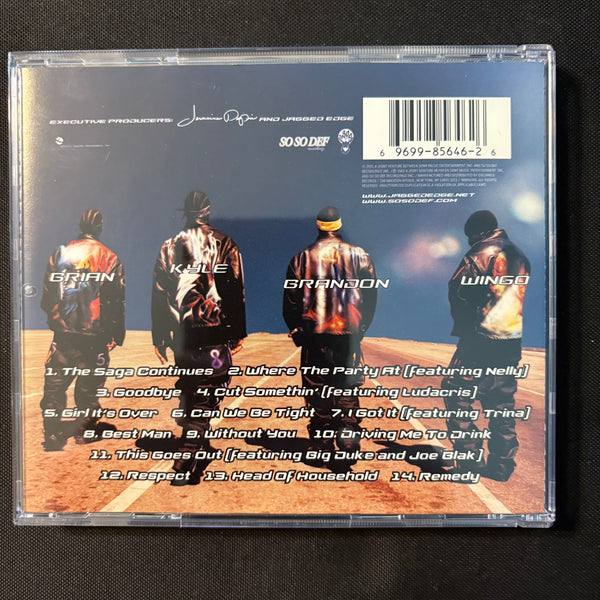 EXECUTIVE PRODUCERS: Jermaine Dupri AND JAGGED EDGE
SO SO DEF
recordings
6 9699-85646-2 6
WWW.JAGGEDEDGE.NET
WWW.SOSODEF.COM
BRIAN
KYLE
BRANDON
WINGO
1. The Saga Continues 2. Where The Party At (featuring Nelly)
3. Goodbye 4. Cut Somethin' (featuring Ludacris)
5. Girl It's Over 6. Can We Be Tight 7. I Got It (featuring Trina)
8. Best Man 9. Without You 10. Driving Me To Drink
11. This Goes Out (featuring Big Duke and Joe Blak)
12. Respect 13. Head Of Household 14. Remedy